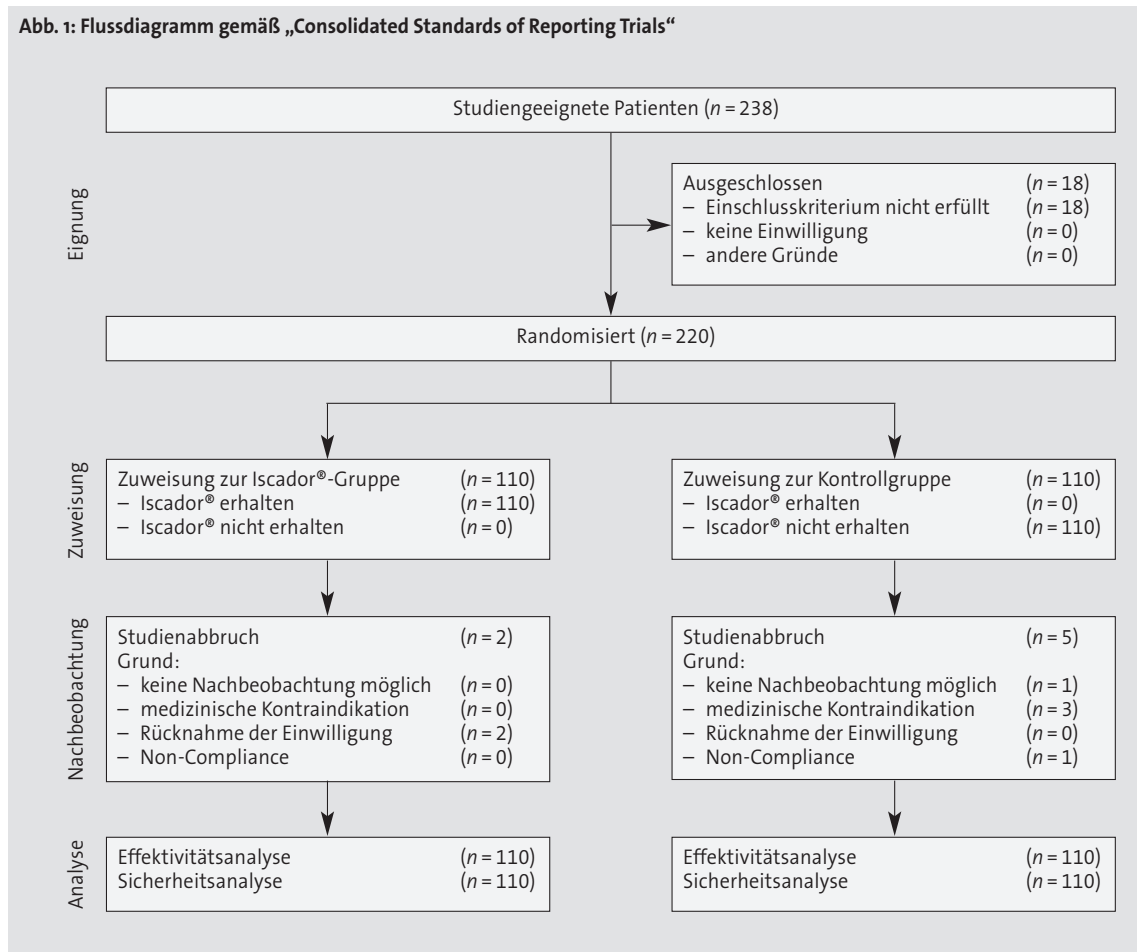 Abb. 1: Flussdiagramm gemäß „Consolidated Standards of Reporting Trials“
Studiengeeignete Patienten (n = 238)
Eignung
Ausgeschlossen (n = 18)
– Einschlusskriterium nicht erfüllt (n = 18)
– keine Einwilligung (n = 0)
– andere Gründe (n = 0)
Randomisiert (n = 220)
Zuweisung
Zuweisung zur Iscador®-Gruppe (n = 110)
– Iscador® erhalten (n = 110)
– Iscador® nicht erhalten (n = 0)
Zuweisung zur Kontrollgruppe (n = 110)
– Iscador® erhalten (n = 0)
– Iscador® nicht erhalten (n = 110)
Nachbeobachtung
Studienabbruch (n = 2)
Grund:
– keine Nachbeobachtung möglich (n = 0)
– medizinische Kontraindikation (n = 0)
– Rücknahme der Einwilligung (n = 2)
– Non-Compliance (n = 0)
Studienabbruch (n = 5)
Grund:
– keine Nachbeobachtung möglich (n = 1)
– medizinische Kontraindikation (n = 3)
– Rücknahme der Einwilligung (n = 0)
– Non-Compliance (n = 1)
Analyse
Effektivitätsanalyse (n = 110)
Sicherheitsanalyse (n = 110)
Effektivitätsanalyse (n = 110)
Sicherheitsanalyse (n = 110)